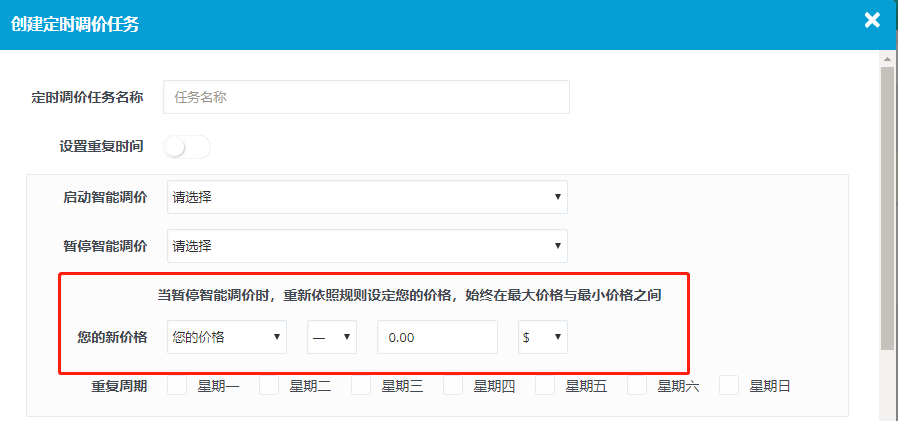 创建定时调价任务
定时调价任务名称 任务名称
设置重复时间
启动智能调价 请选择
暂停智能调价 请选择
当暂停智能调价时，重新依照规则设定您的价格，始终在最大价格与最小价格之间
您的新价格 您的价格 — 0.00 $
重复周期 星期一 星期二 星期三 星期四 星期五 星期六 星期日